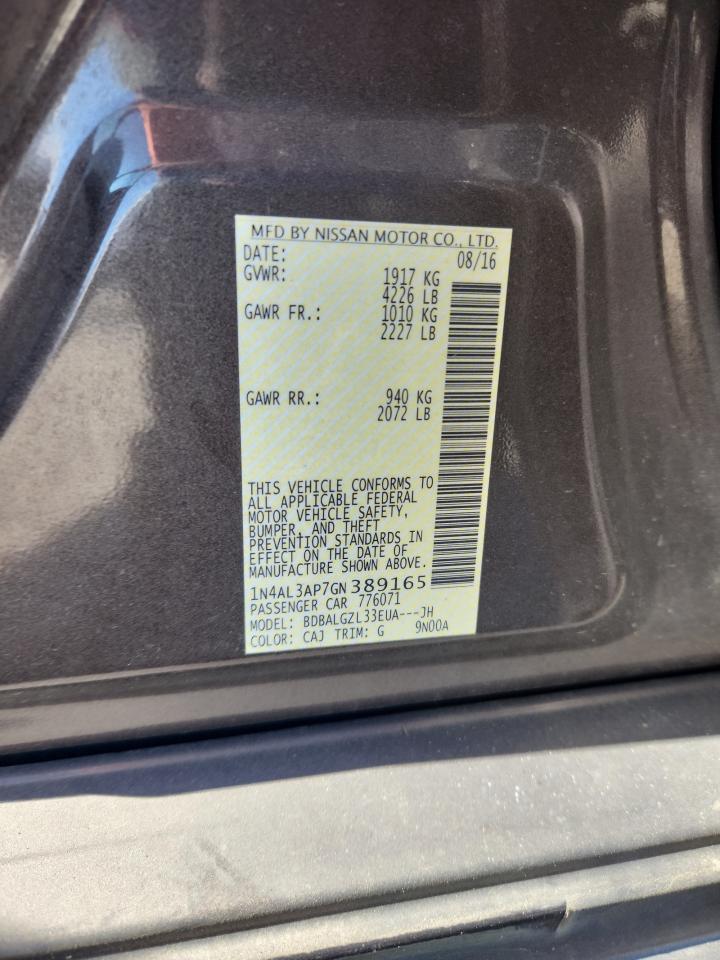 MFD BY NISSAN MOTOR CO., LTD.
DATE: 08/16
GVWR: 1917 KG
4226 LB
GAWR FR.: 1010 KG
2227 LB
GAWR RR.: 940 KG
2072 LB
THIS VEHICLE CONFORMS TO
ALL APPLICABLE FEDERAL
MOTOR VEHICLE SAFETY,
BUMPER, AND THEFT
PREVENTION STANDARDS IN
EFFECT ON THE DATE OF
MANUFACTURE SHOWN ABOVE.
1N4AL3AP7GN389165
PASSENGER CAR 776071
MODEL: BDBALGZL33EUA---JH
COLOR: CAJ TRIM: G 9N00A